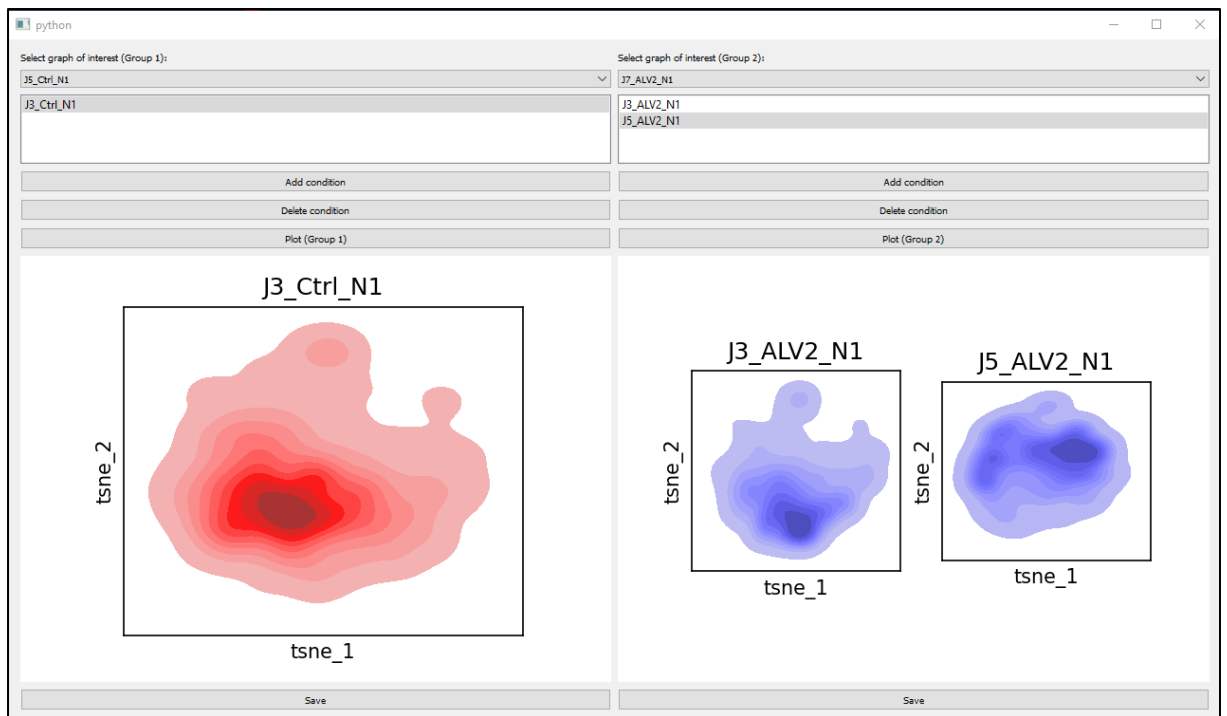 python
Select graph of interest (Group 1):
J5_Ctrl_N1
J3_Ctrl_N1
Add condition
Delete condition
Plot (Group 1)
J3_Ctrl_N1
tsne_2
tsne_1
Save
Select graph of interest (Group 2):
J7_ALV2_N1
J3_ALV2_N1
J5_ALV2_N1
Add condition
Delete condition
Plot (Group 2)
J3_ALV2_N1
tsne_2
tsne_1
J5_ALV2_N1
tsne_2
tsne_1
Save